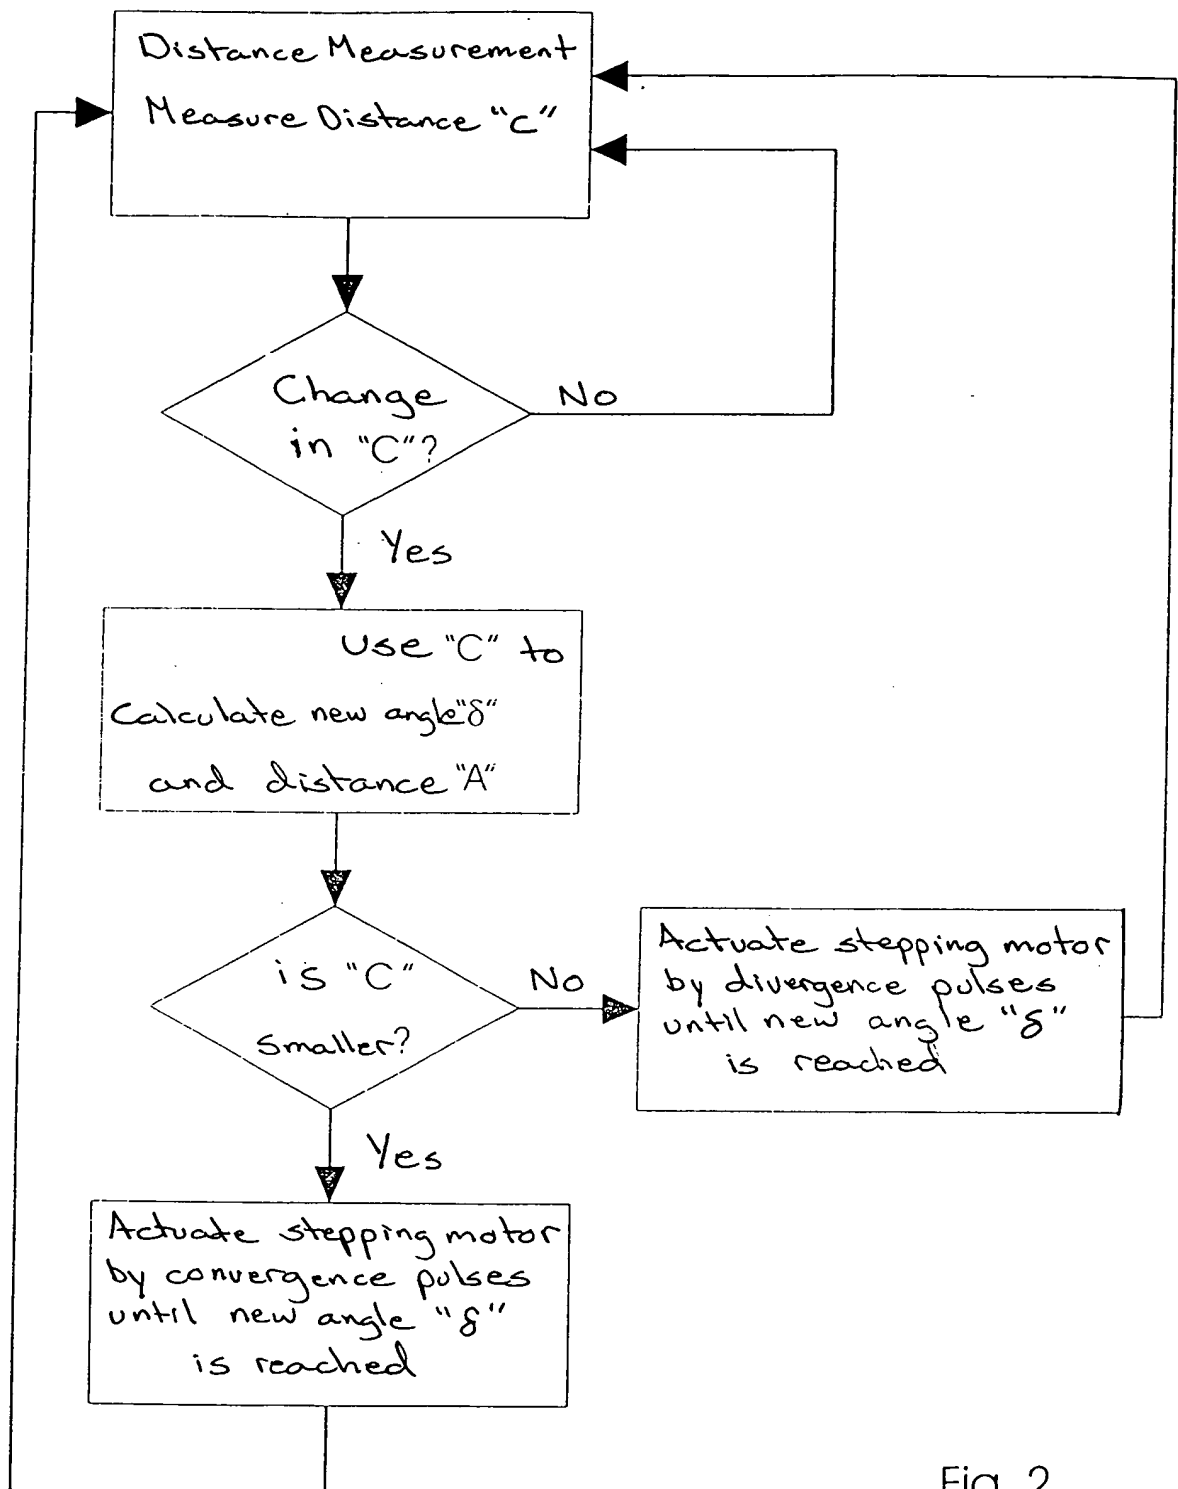 Distance Measurement
Measure Distance "C"
Change
in "C"?
No
Yes
Use "C" to
Calculate new angle "δ"
and distance "A"
is "C"
smaller?
No
Actuate stepping motor
by divergence pulses
until new angle "δ"
is reached
Yes
Actuate stepping motor
by convergence pulses
until new angle "δ"
is reached
Fig. 2